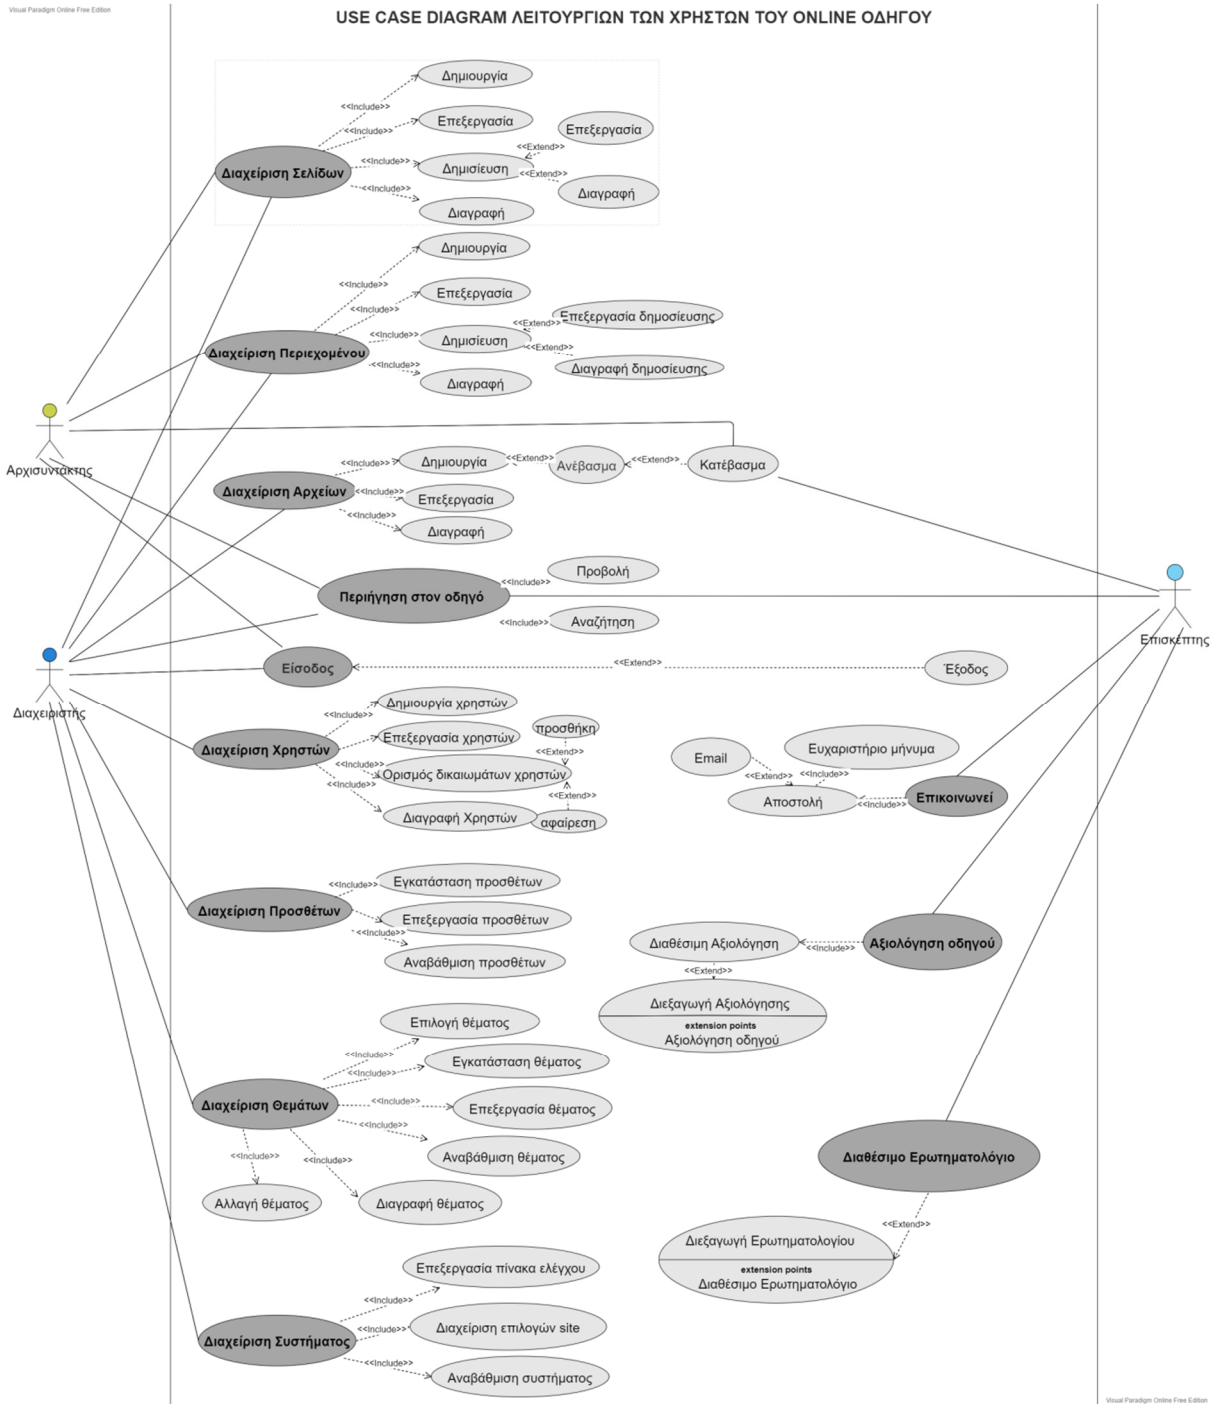 Visual Paradigm Online Free Edition
USE CASE DIAGRAM ΛΕΙΤΟΥΡΓΙΩΝ ΤΩΝ ΧΡΗΣΤΩΝ ΤΟΥ ONLINE ΟΔΗΓΟΥ
Δημιουργία
<<Include>>
Επεξεργασία
<<Include>>
Επεξεργασία
<<Extend>>
Διαχείριση Σελίδων
<<Include>>
Δημισίευση
<<Extend>>
<<Include>>
Διαγραφή
Διαγραφή
Δημιουργία
<<Include>>
Επεξεργασία
<<Include>>
Επεξεργασία δημοσίευσης
<<Extend>>
Διαχείριση Περιεχομένου
<<Include>>
Δημισίευση
<<Extend>>
<<Include>>
Διαγραφή δημοσίευσης
Διαγραφή
Αρχισυντάκτης
<<Include>>
Δημιουργία
<<Extend>>
Ανέβασμα
<<Extend>>
Κατέβασμα
Διαχείριση Αρχείων
<<Include>>
Επεξεργασία
<<Include>>
Διαγραφή
Προβολή
<<Include>>
Περιήγηση στον οδηγό
<<Include>>
Αναζήτηση
Επισκέπτης
Είσοδος
<<Extend>>
Έξοδος
Διαχειριστής
Δημιουργία χρηστών
<<Include>>
Επεξεργασία χρηστών
προσθήκη
<<Extend>>
Διαχείριση Χρηστών
<<Include>>
Ορισμός δικαιωμάτων χρηστών
<<Include>>
<<Extend>>
Διαγραφή Χρηστών
αφαίρεση
Ευχαριστήριο μήνυμα
Email
<<Extend>>
<<Include>>
Αποστολή
<<Include>>
Επικοινωνεί
<<Include>>
Εγκατάσταση προσθέτων
Διαχείριση Προσθέτων
Επεξεργασία προσθέτων
<<Include>>
Αναβάθμιση προσθέτων
Διαθέσιμη Αξιολόγηση
<<Include>>
Αξιολόγηση οδηγού
<<Extend>>
Διεξαγωγή Αξιολόγησης
extension points
Αξιολόγηση οδηγού
Επιλογή θέματος
<<Include>>
Εγκατάσταση θέματος
<<Include>>
Διαχείριση Θεμάτων
<<Include>>
Επεξεργασία θέματος
<<Include>>
Αναβάθμιση θέματος
<<Include>>
<<Include>>
Αλλαγή θέματος
Διαγραφή θέματος
Διαθέσιμο Ερωτηματολόγιο
<<Extend>>
Διεξαγωγή Ερωτηματολογίου
extension points
Διαθέσιμο Ερωτηματολόγιο
Επεξεργασία πίνακα ελέγχου
<<Include>>
Διαχείριση επιλογών site
<<Include>>
Διαχείριση Συστήματος
<<Include>>
Αναβάθμιση συστήματος
Visual Paradigm Online Free Edition